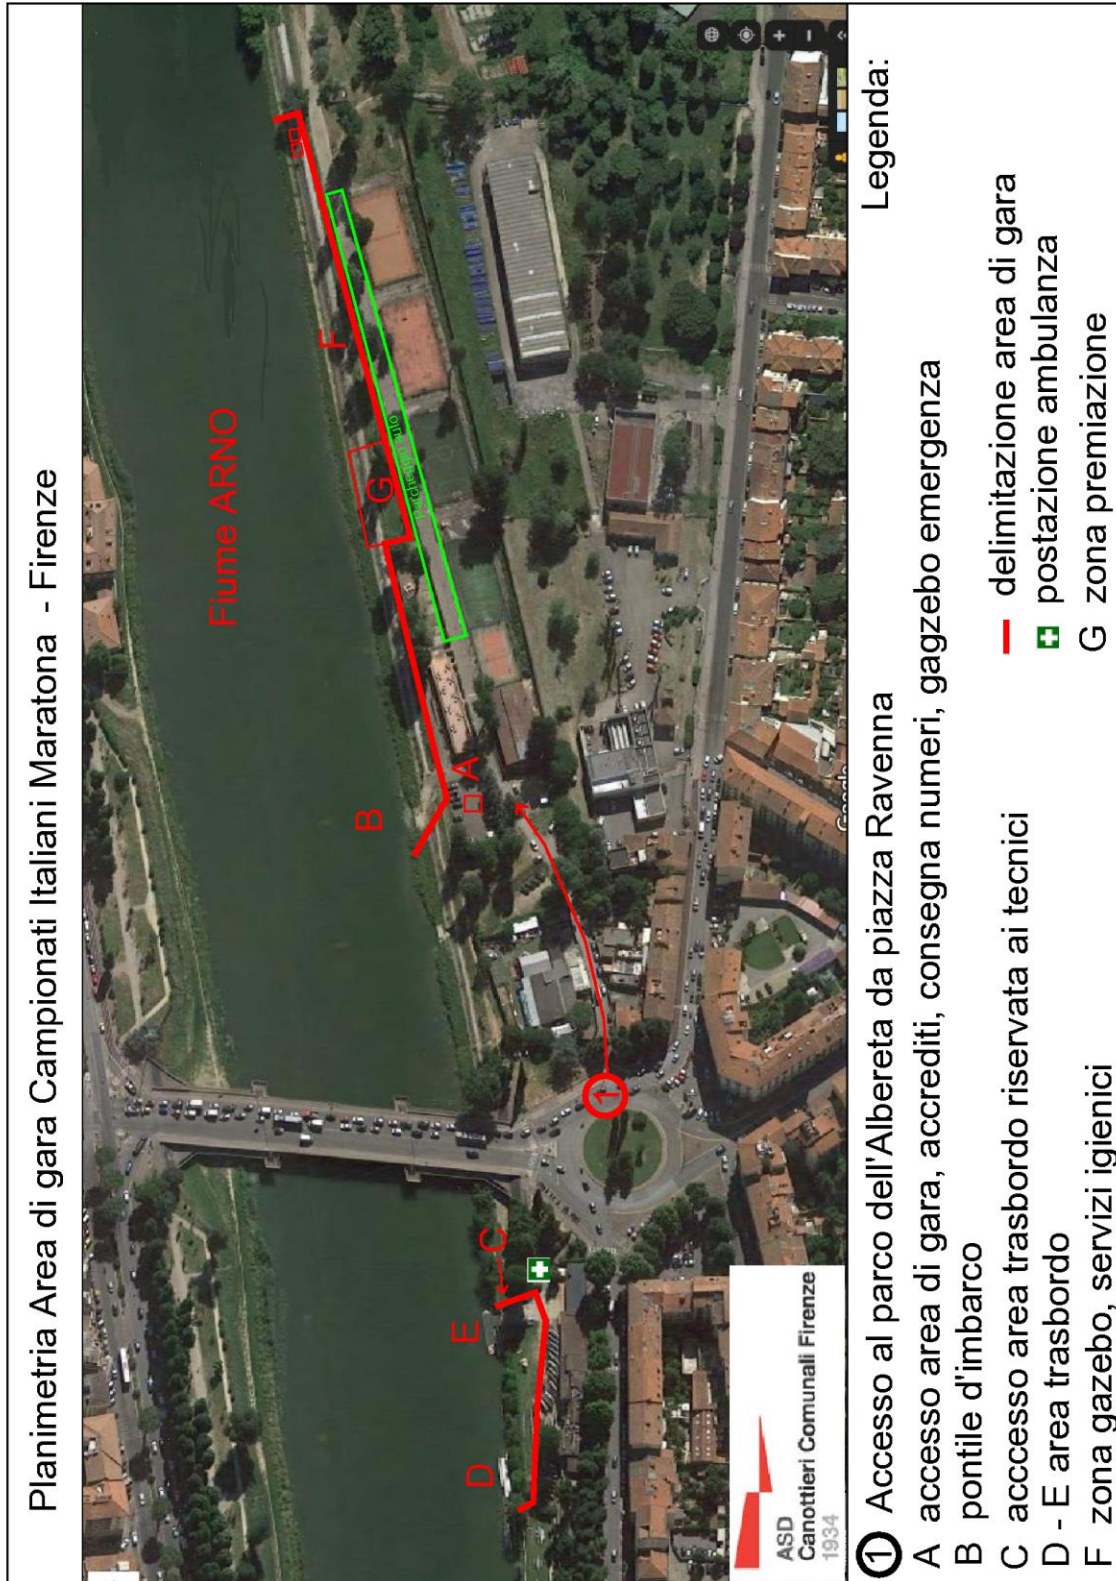 Planimetria Area di gara Campionati Italiani Maratona - Firenze
Fiume ARNO
F
G
Parcheggio auto
B
A
1
C
E
D
ASD
Canottieri Comunali Firenze
1934
Google
Legenda:
1 Accesso al parco dell'Albereta da piazza Ravenna
A accesso area di gara, accrediti, consegna numeri, gagzebo emergenza
B pontile d'imbarco
C acccesso area trasbordo riservata ai tecnici
D - E area trasbordo
F zona gazebo, servizi igienici
delimitazione area di gara
postazione ambulanza
G zona premiazione